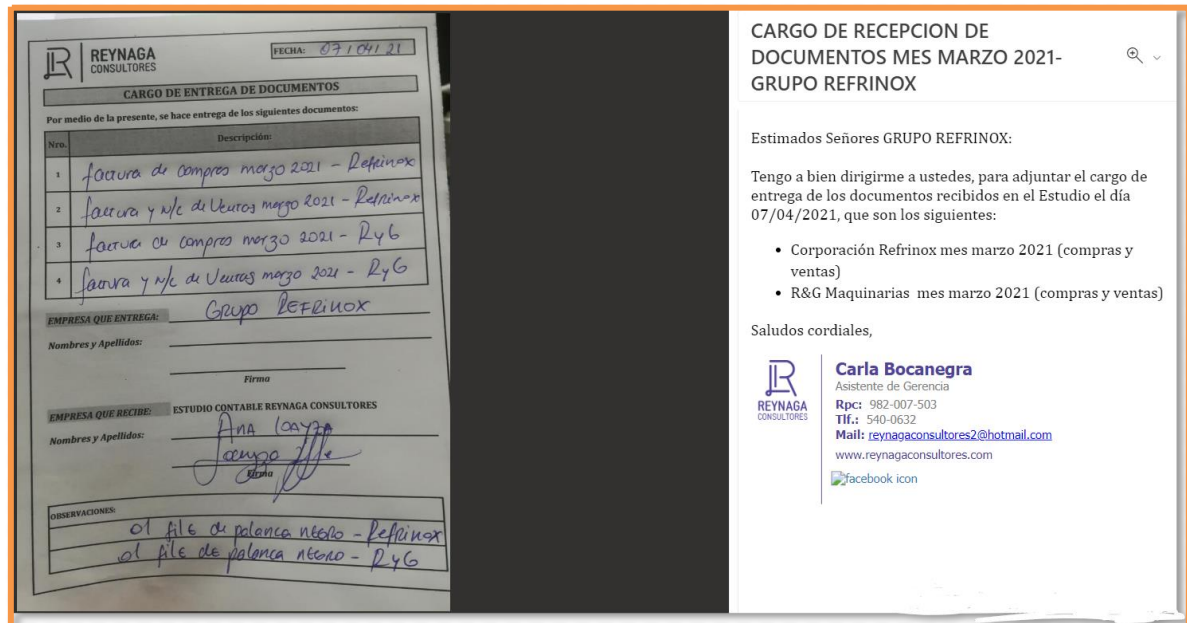 REYNAGA
CONSULTORES
FECHA: 07/04/21
CARGO DE ENTREGA DE DOCUMENTOS
Por medio de la presente, se hace entrega de los siguientes documentos:
Nro. Descripción:
1 factura de compras marzo 2021 - Refrinox
2 factura y N/c de Ventas marzo 2021 - Refrinox
3 factura de compras marzo 2021 - RyG
4 factura y N/c de Ventas marzo 2021 - RyG
EMPRESA QUE ENTREGA: GRUPO REFRINOX
Nombres y Apellidos:
Firma
EMPRESA QUE RECIBE: ESTUDIO CONTABLE REYNAGA CONSULTORES
Nombres y Apellidos: ANA LOAYZA
Firma
OBSERVACIONES:
01 file de palanca negro - Refrinox
01 file de palanca negro - RyG
CARGO DE RECEPCION DE
DOCUMENTOS MES MARZO 2021-
GRUPO REFRINOX
Estimados Señores GRUPO REFRINOX:
Tengo a bien dirigirme a ustedes, para adjuntar el cargo de
entrega de los documentos recibidos en el Estudio el día
07/04/2021, que son los siguientes:
• Corporación Refrinox mes marzo 2021 (compras y
ventas)
• R&G Maquinarias mes marzo 2021 (compras y ventas)
Saludos cordiales,
REYNAGA
CONSULTORES
Carla Bocanegra
Asistente de Gerencia
Rpc: 982-007-503
Tlf.: 540-0632
Mail: reynagaconsultores2@hotmail.com
www.reynagaconsultores.com
facebook icon